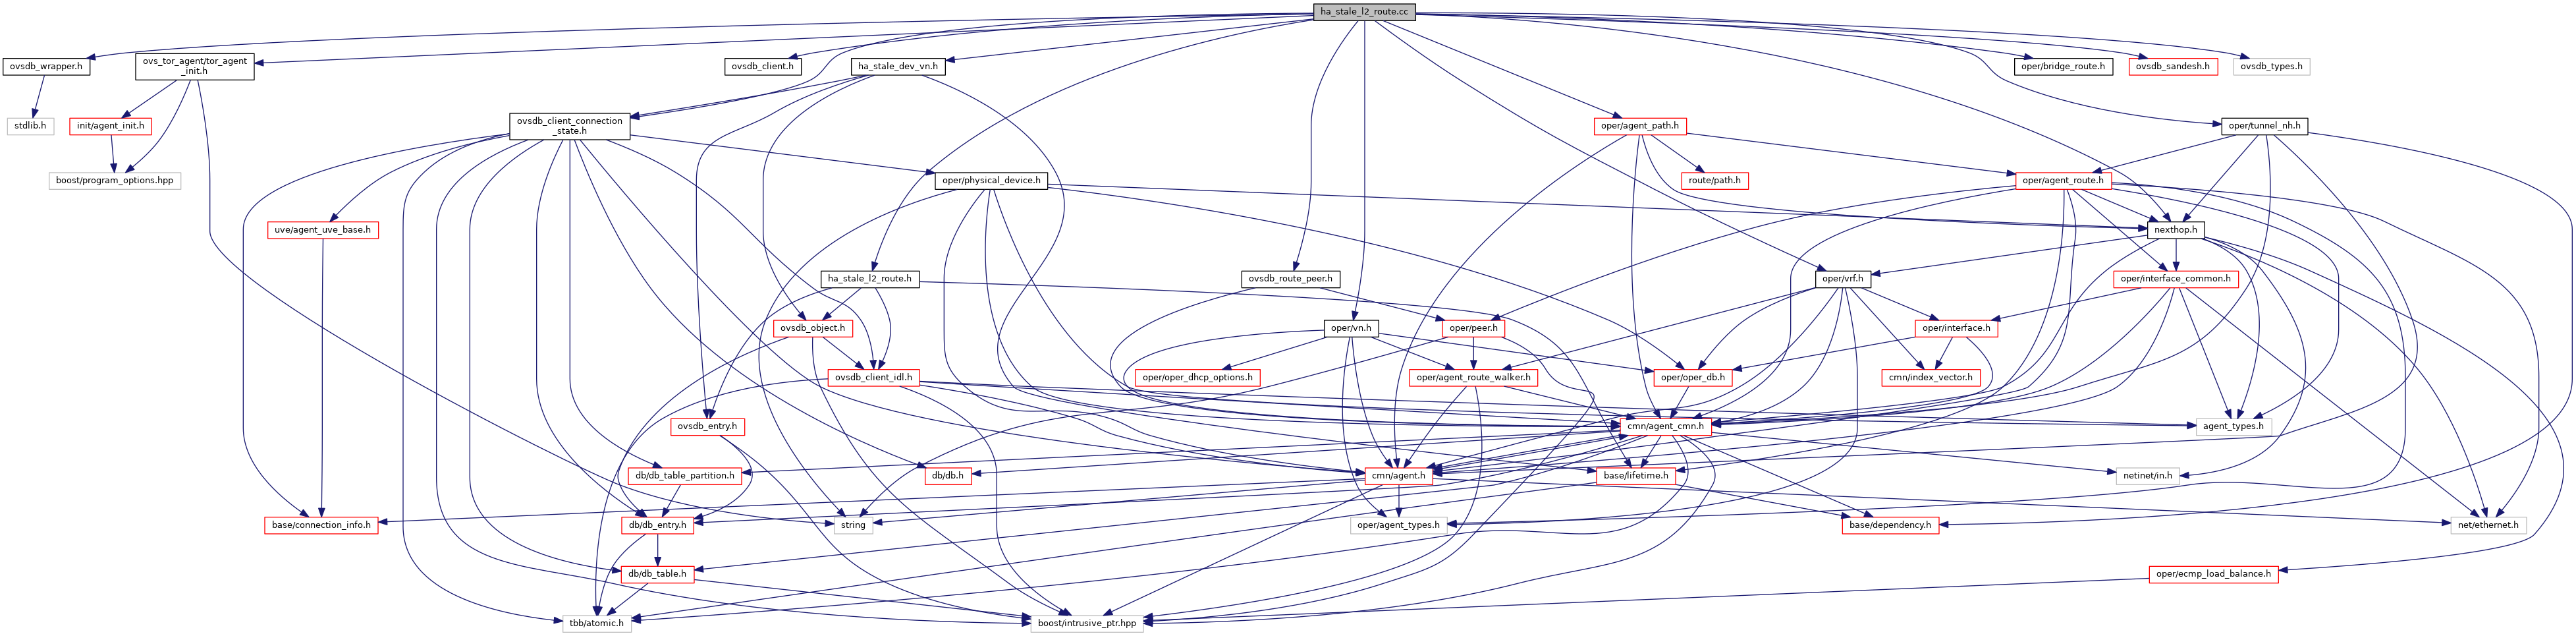 ha_stale_l2_route.cc
ovsdb_wrapper.h
ovs_tor_agent/tor_agent
_init.h
ovsdb_client.h
ha_stale_dev_vn.h
oper/bridge_route.h
ovsdb_sandesh.h
ovsdb_types.h
stdlib.h
init/agent_init.h
ovsdb_client_connection
_state.h
oper/agent_path.h
oper/tunnel_nh.h
boost/program_options.hpp
oper/physical_device.h
route/path.h
oper/agent_route.h
uve/agent_uve_base.h
nexthop.h
ha_stale_l2_route.h
ovsdb_route_peer.h
oper/vrf.h
oper/interface_common.h
ovsdb_object.h
oper/vn.h
oper/peer.h
oper/interface.h
ovsdb_client_idl.h
oper/oper_dhcp_options.h
oper/agent_route_walker.h
oper/oper_db.h
cmn/index_vector.h
ovsdb_entry.h
cmn/agent_cmn.h
agent_types.h
db/db_table_partition.h
db/db.h
cmn/agent.h
base/lifetime.h
netinet/in.h
base/connection_info.h
db/db_entry.h
string
oper/agent_types.h
base/dependency.h
net/ethernet.h
db/db_table.h
oper/ecmp_load_balance.h
tbb/atomic.h
boost/intrusive_ptr.hpp